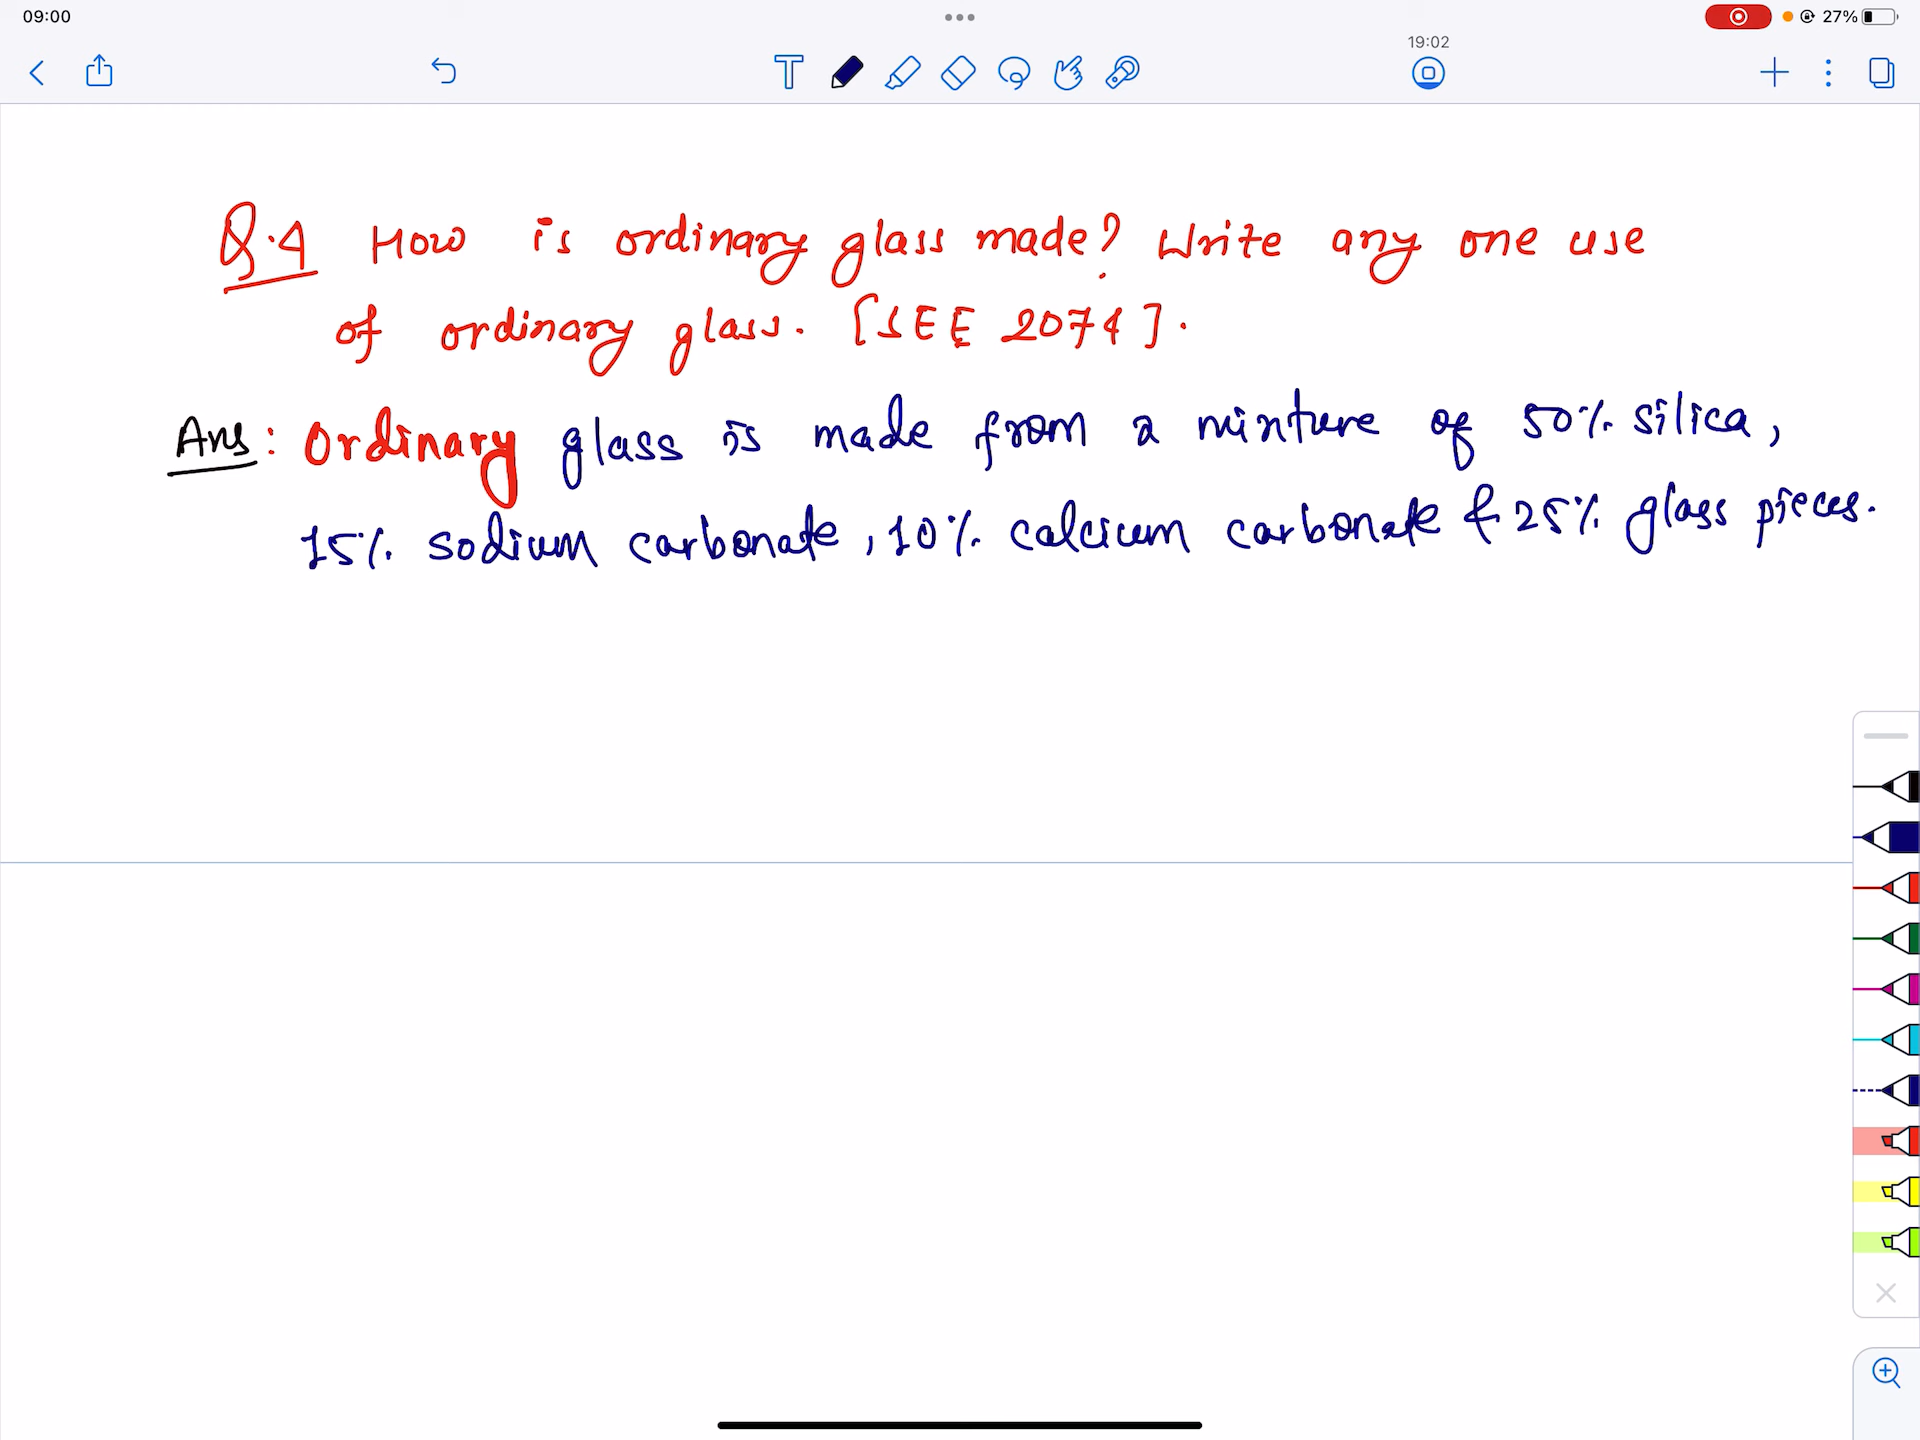 09:00
27%
19:02
Q.4 How is ordinary glass made? Write any one use
of ordinary glass. [SEE 2074].
Ans: Ordinary glass is made from a mixture of 50% silica,
15% sodium carbonate, 10% calcium carbonate & 25% glass pieces.